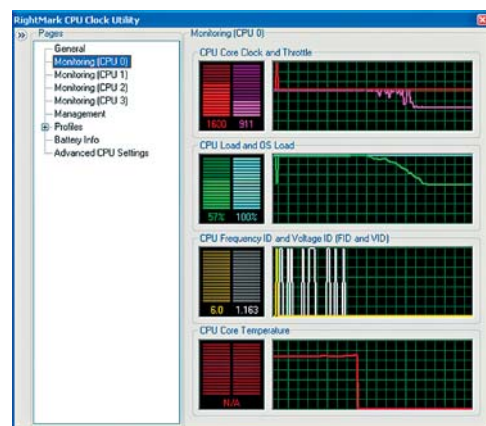 RightMark CPU Clock Utility
Pages
General
Monitoring (CPU 0)
Monitoring (CPU 1)
Monitoring (CPU 2)
Monitoring (CPU 3)
Management
Profiles
Battery Info
Advanced CPU Settings
Monitoring (CPU 0)
CPU Core Clock and Throttle
1600 911
CPU Load and OS Load
57% 100%
CPU Frequency ID and Voltage ID (FID and VID)
6.0 1.163
CPU Core Temperature
N/A